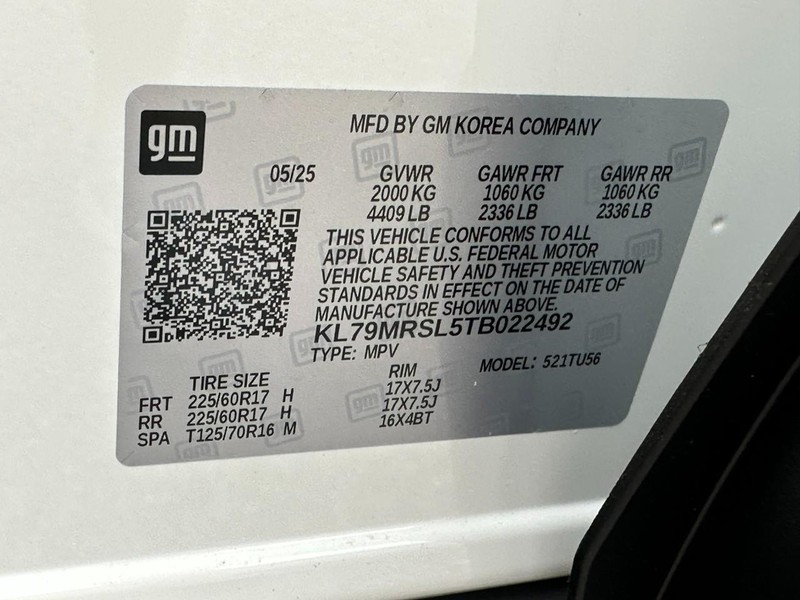 gm
MFD BY GM KOREA COMPANY
05/25 GVWR GAWR FRT GAWR RR
2000 KG 1060 KG 1060 KG
4409 LB 2336 LB 2336 LB
THIS VEHICLE CONFORMS TO ALL
APPLICABLE U.S. FEDERAL MOTOR
VEHICLE SAFETY AND THEFT PREVENTION
STANDARDS IN EFFECT ON THE DATE OF
MANUFACTURE SHOWN ABOVE.
KL79MRSL5TB022492
TYPE: MPV MODEL: 521TU56
TIRE SIZE RIM
FRT 225/60R17 H 17X7.5J
RR 225/60R17 H 17X7.5J
SPA T125/70R16 M 16X4BT